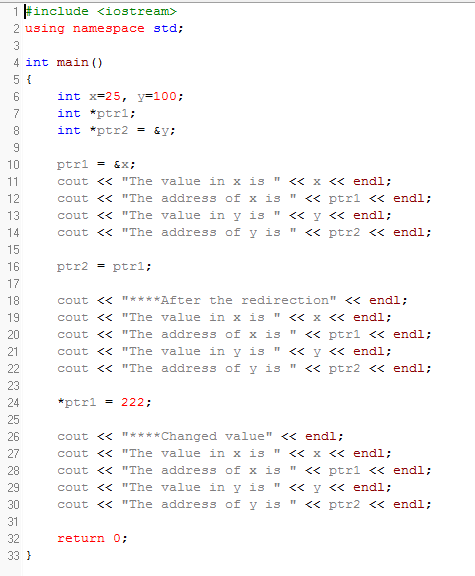 1 #include <iostream>
2 using namespace std;
3
4 int main()
5 {
6     int x=25, y=100;
7     int *ptr1;
8     int *ptr2 = &y;
9
10     ptr1 = &x;
11     cout << "The value in x is " << x << endl;
12     cout << "The address of x is " << ptr1 << endl;
13     cout << "The value in y is " << y << endl;
14     cout << "The address of y is " << ptr2 << endl;
15
16     ptr2 = ptr1;
17
18     cout << "****After the redirection" << endl;
19     cout << "The value in x is " << x << endl;
20     cout << "The address of x is " << ptr1 << endl;
21     cout << "The value in y is " << y << endl;
22     cout << "The address of y is " << ptr2 << endl;
23
24     *ptr1 = 222;
25
26     cout << "****Changed value" << endl;
27     cout << "The value in x is " << x << endl;
28     cout << "The address of x is " << ptr1 << endl;
29     cout << "The value in y is " << y << endl;
30     cout << "The address of y is " << ptr2 << endl;
31
32     return 0;
33 }